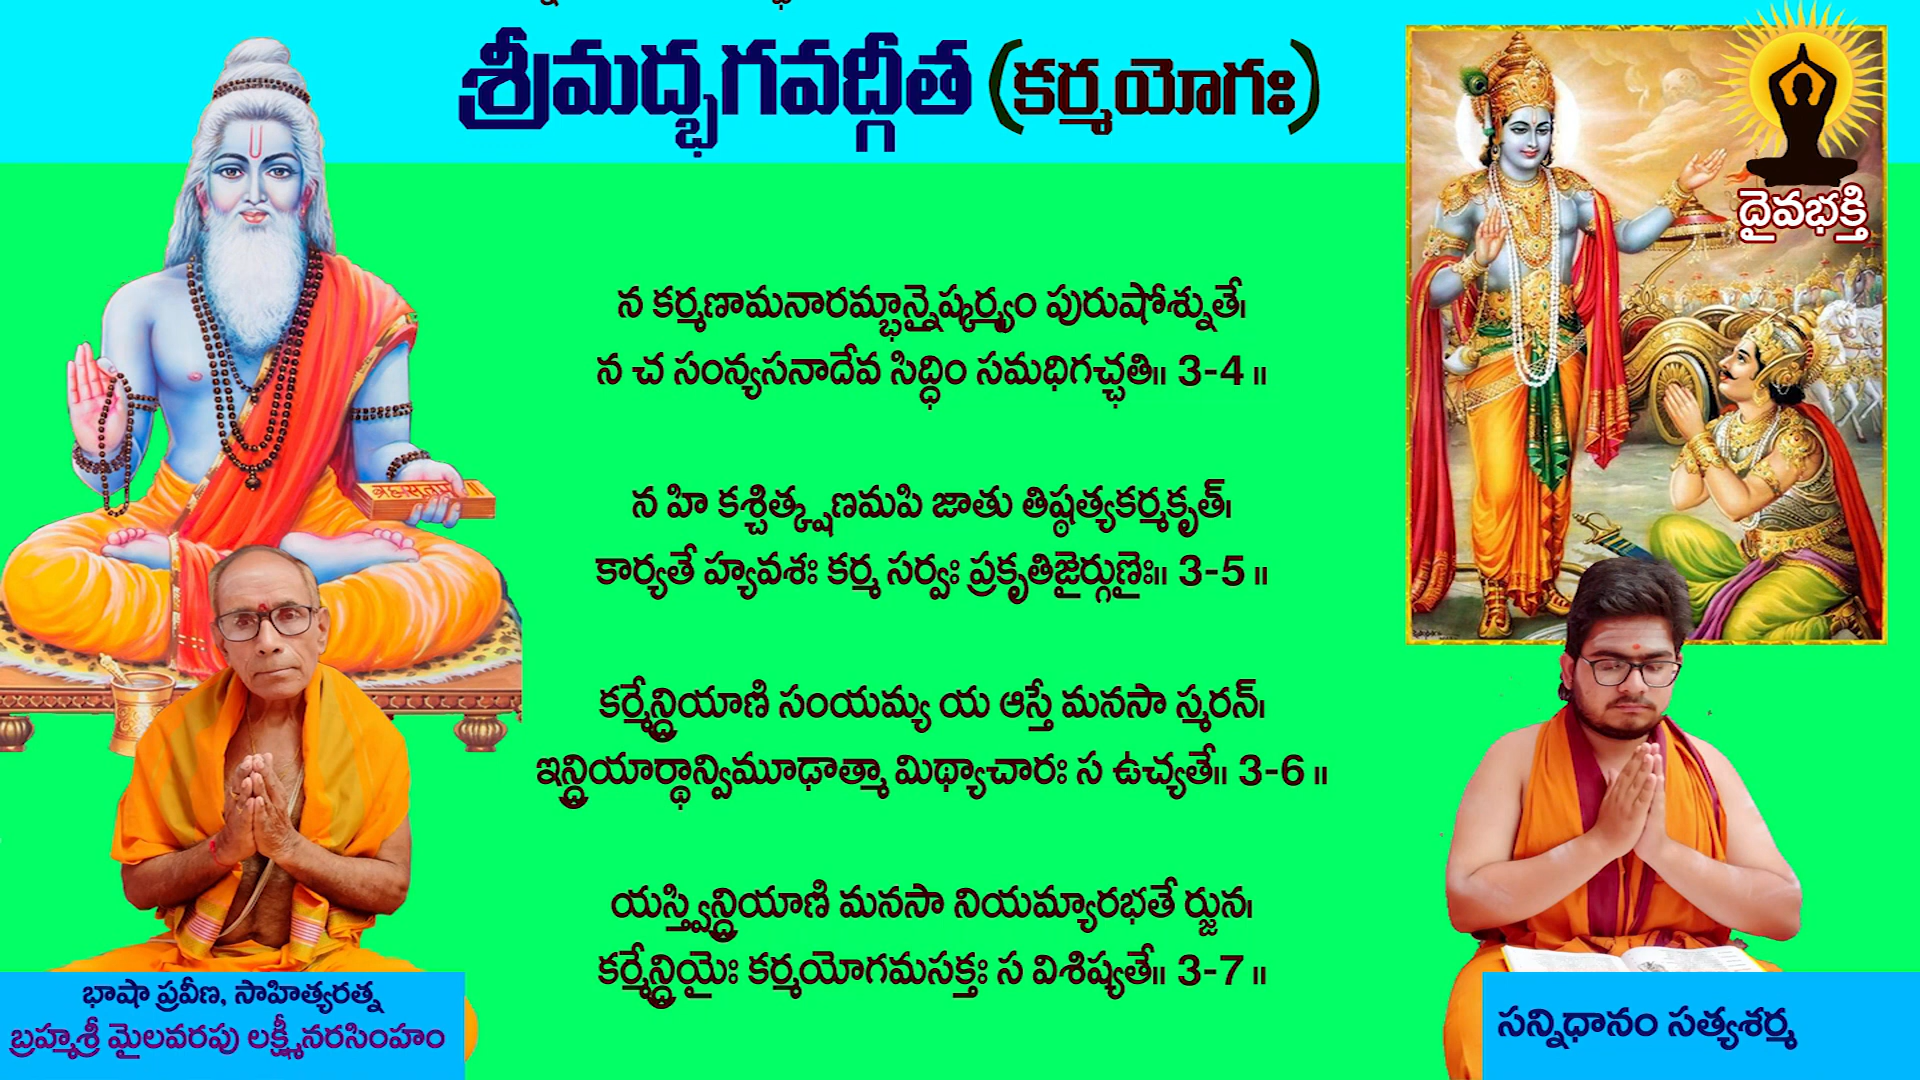 శ్రీమద్భగవద్గీత (కర్మయోగః)
దైవభక్తి
న కర్మణామనారమ్భాన్నైష్కర్మ్యం పురుషోశ్నుతే।
న చ సంన్యసనాదేవ సిద్ధిం సమధిగచ్ఛతి॥ 3-4 ॥
న హి కశ్చిత్క్షణమపి జాతు తిష్ఠత్యకర్మకృత్।
కార్యతే హ్యవశః కర్మ సర్వః ప్రకృతిజైర్గుణైః॥ 3-5 ॥
కర్మేన్ద్రియాణి సంయమ్య య ఆస్తే మనసా స్మరన్।
ఇన్ద్రియార్థాన్విమూఢాత్మా మిథ్యాచారః స ఉచ్యతే॥ 3-6 ॥
యస్త్విన్ద్రియాణి మనసా నియమ్యారభతే ర్జున।
కర్మేన్ద్రియైః కర్మయోగమసక్తః స విశిష్యతే॥ 3-7 ॥
భాషా ప్రవీణ, సాహిత్యరత్న
బ్రహ్మశ్రీ మైలవరపు లక్ష్మీనరసింహం
సన్నిధానం సత్యశర్మ